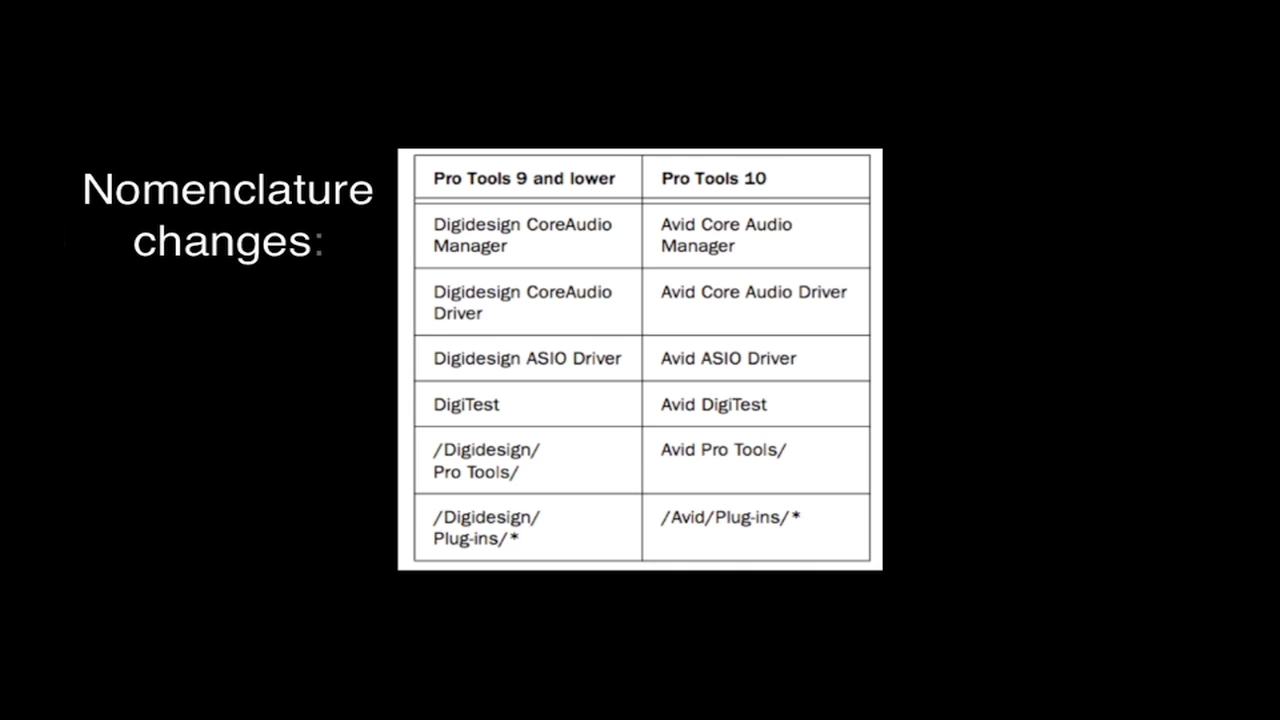 Nomenclature
changes:
Pro Tools 9 and lower
Pro Tools 10
Digidesign CoreAudio
Manager
Avid Core Audio
Manager
Digidesign CoreAudio
Driver
Avid Core Audio Driver
Digidesign ASIO Driver
Avid ASIO Driver
DigiTest
Avid DigiTest
/Digidesign/
Pro Tools/
Avid Pro Tools/
/Digidesign/
Plug-ins/*
/Avid/Plug-ins/*